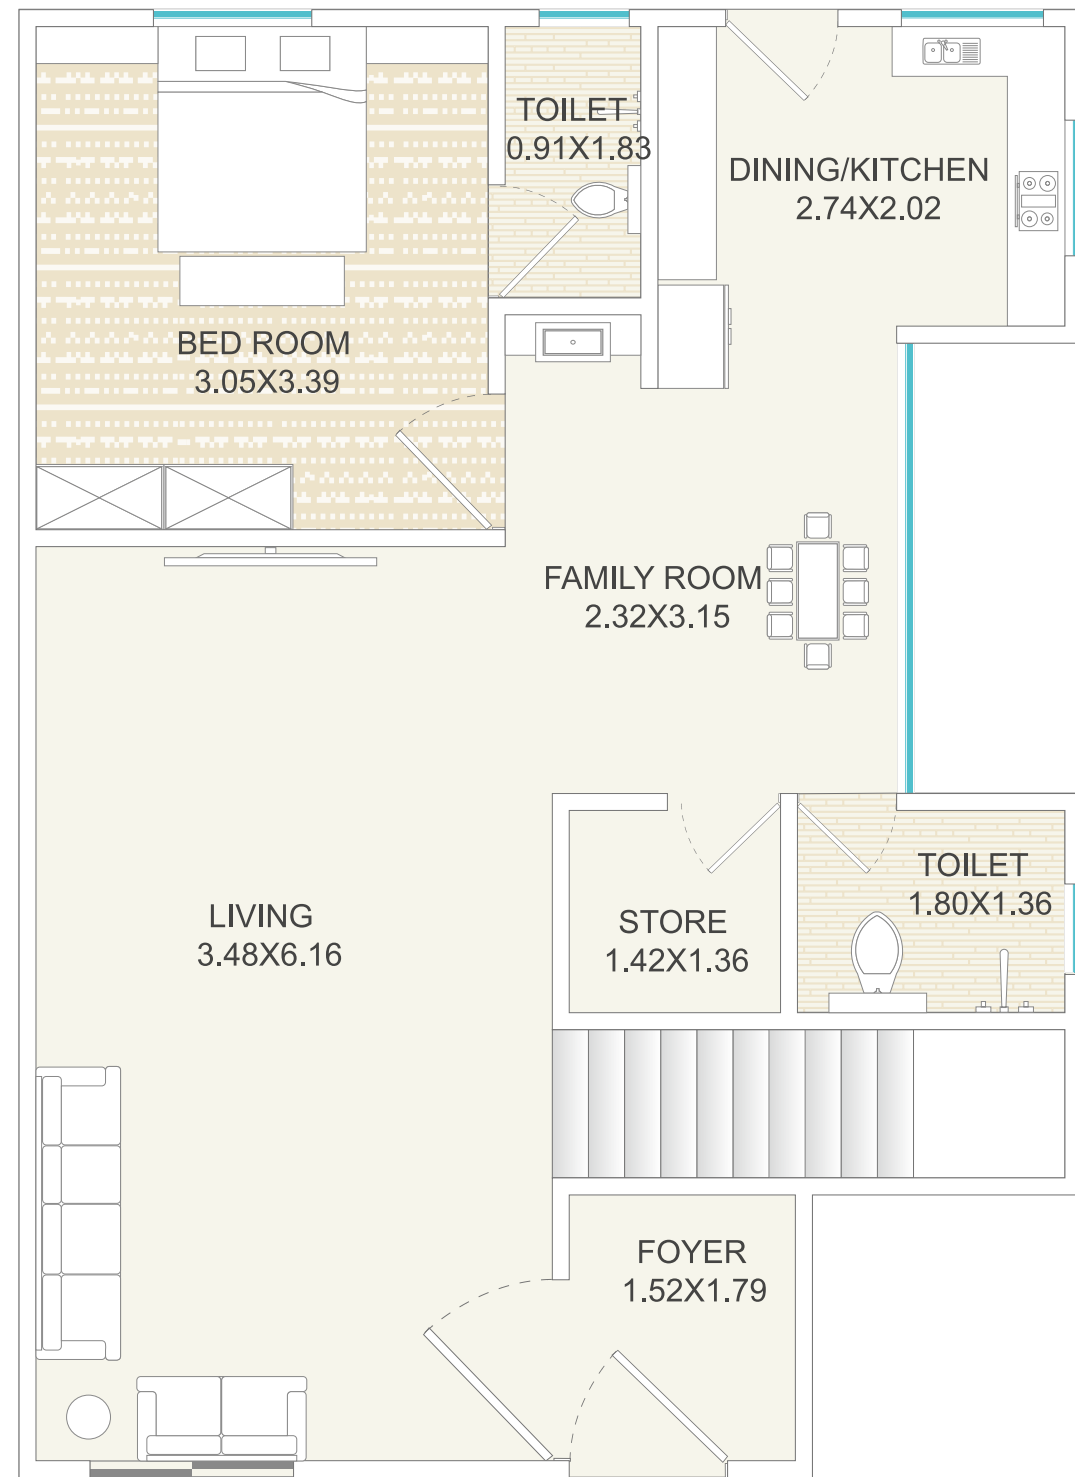 TOILET
0.91X1.83
DINING/KITCHEN
2.74X2.02
BED ROOM
3.05X3.39
FAMILY ROOM
2.32X3.15
TOILET
1.80X1.36
LIVING
3.48X6.16
STORE
1.42X1.36
FOYER
1.52X1.79